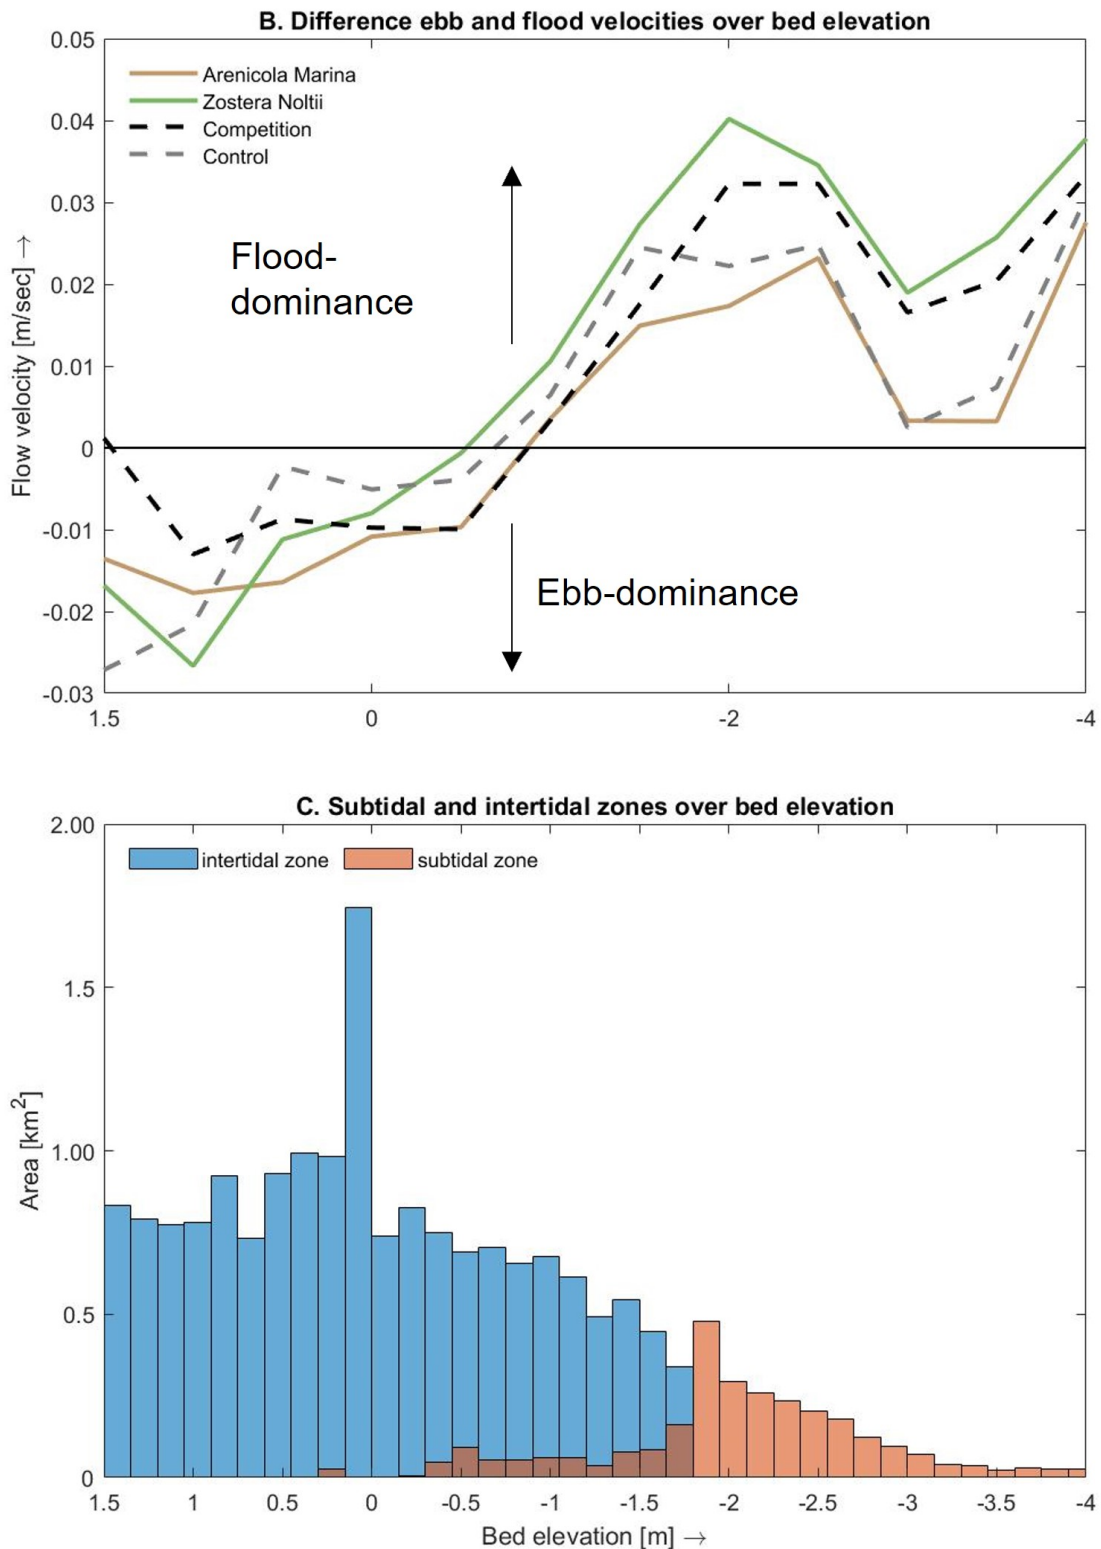 B. Difference ebb and flood velocities over bed elevation
0.05
0.04
0.03
0.02
0.01
0
-0.01
-0.02
-0.03
Flow velocity [m/sec] →
Arenicola Marina
Zostera Noltii
Competition
Control
Flood-
dominance
Ebb-dominance
1.5 0 -2 -4
C. Subtidal and intertidal zones over bed elevation
2.00
1.5
1.00
0.5
0
Area [km²]
→
intertidal zone subtidal zone
1.5 1 0.5 0 -0.5 -1 -1.5 -2 -2.5 -3 -3.5 -4
Bed elevation [m] →